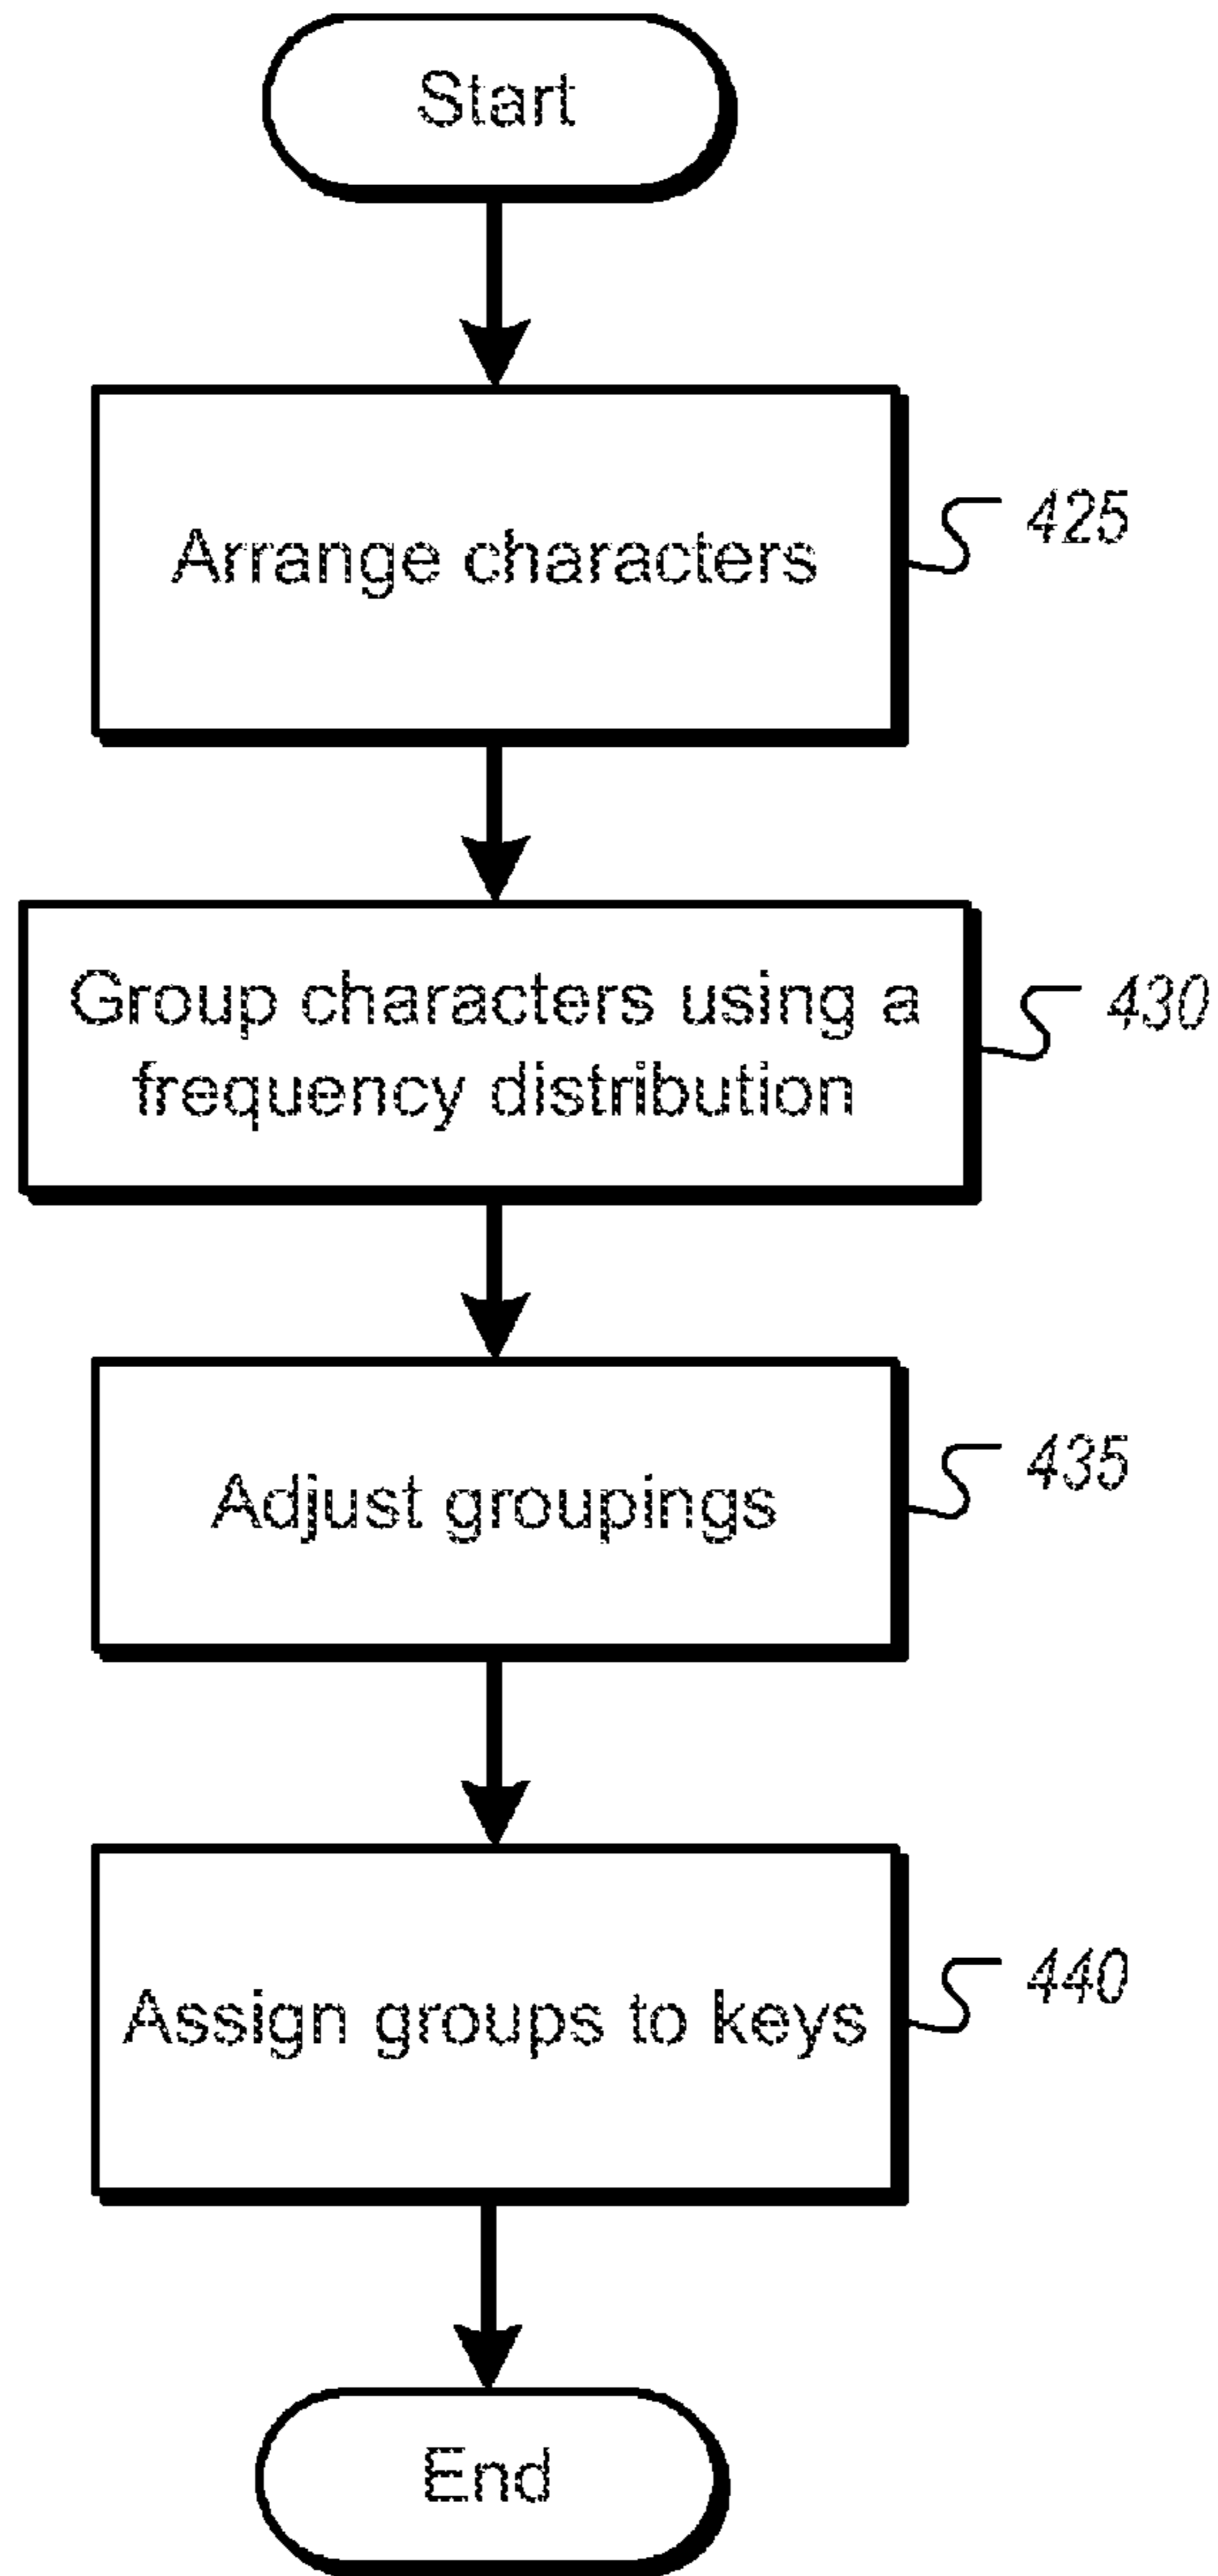 Start
Arrange characters
425
Group characters using a
frequency distribution
430
Adjust groupings
435
Assign groups to keys
440
End